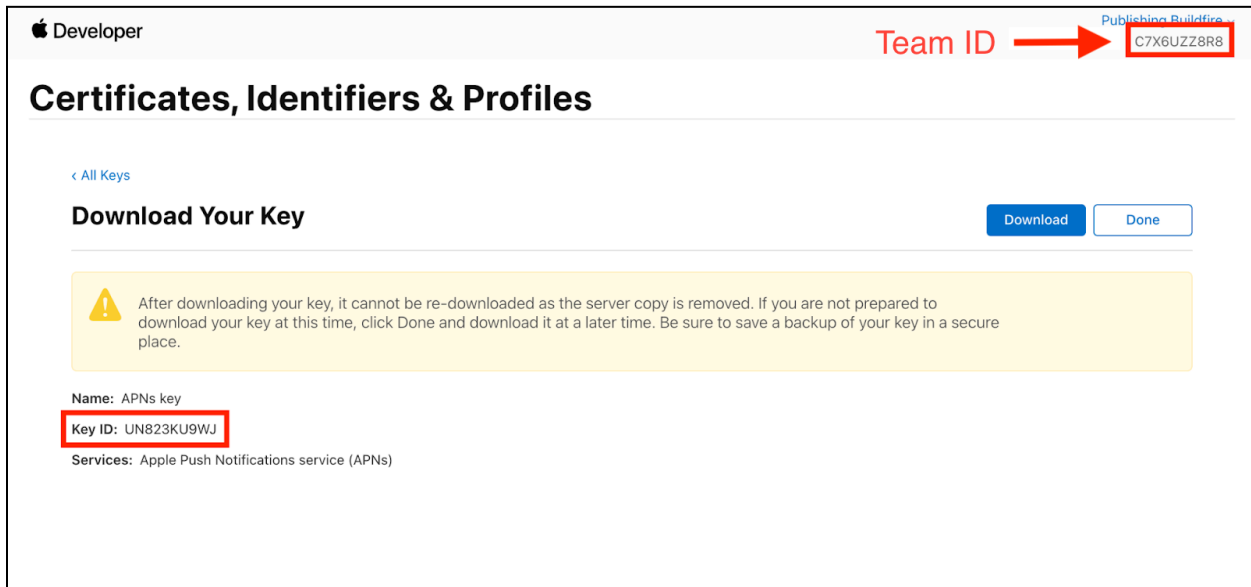 Developer
Publishing Buildfire
Team ID
C7X6UZZ8R8
Certificates, Identifiers & Profiles
‹ All Keys
Download Your Key
Download
Done
After downloading your key, it cannot be re-downloaded as the server copy is removed. If you are not prepared to
download your key at this time, click Done and download it at a later time. Be sure to save a backup of your key in a secure
place.
Name: APNs key
Key ID: UN823KU9WJ
Services: Apple Push Notifications service (APNs)